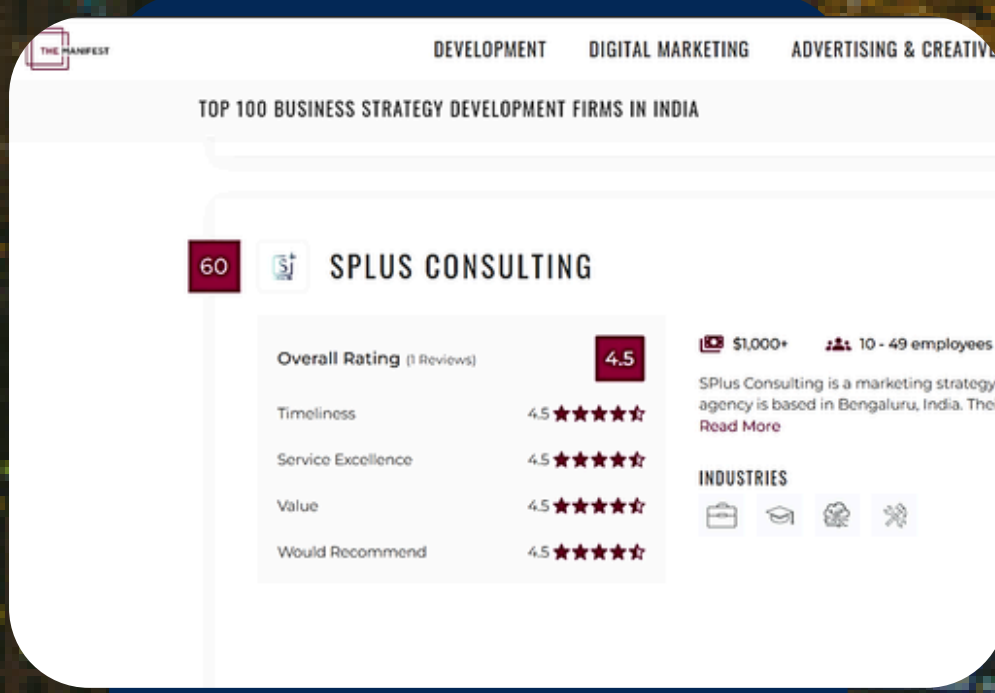 THE MANIFEST
DEVELOPMENT DIGITAL MARKETING ADVERTISING & CREATIVE
TOP 100 BUSINESS STRATEGY DEVELOPMENT FIRMS IN INDIA
60 SJ+ SPLUS CONSULTING
Overall Rating (1 Reviews) 4.5
Timeliness 4.5
Service Excellence 4.5
Value 4.5
Would Recommend 4.5
$1,000+ 10 - 49 employees
SPlus Consulting is a marketing strategy
agency is based in Bengaluru, India. The
Read More
INDUSTRIES